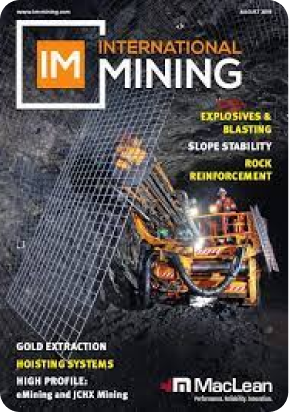 www.im-mining.com
AUGUST 2019
IM
INTERNATIONAL
MINING
EXPLOSIVES &
BLASTING
SLOPE STABILITY
ROCK
REINFORCEMENT
GOLD EXTRACTION
HOISTING SYSTEMS
HIGH PROFILE:
eMining and JCHX Mining
MacLean
Performance. Reliability. Innovation.